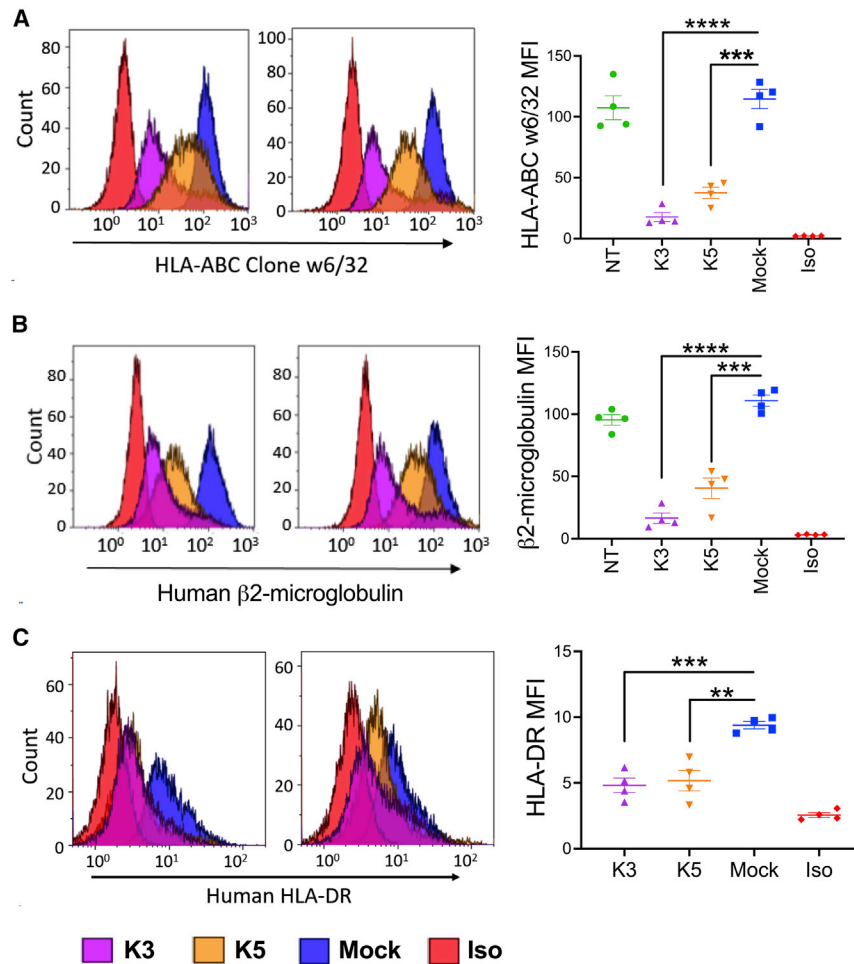 A
80
60
40
20
0
Count
10⁰ 10¹ 10² 10³
100
80
60
40
20
0
10⁰ 10¹ 10² 10³
HLA-ABC Clone w6/32
HLA-ABC w6/32 MFI
150
100
50
0
**** 
***
NT K3 K5 Mock Iso
B
80
60
40
20
0
Count
10⁰ 10¹ 10² 10³
80
60
40
20
0
10⁰ 10¹ 10² 10³
Human β2-microglobulin
β2-microglobulin MFI
150
100
50
0
****
***
NT K3 K5 Mock Iso
C
60
40
20
0
Count
10⁰ 10¹ 10²
60
40
20
0
10⁰ 10¹ 10²
Human HLA-DR
HLA-DR MFI
15
10
5
0
***
**
K3 K5 Mock Iso
K3 K5 Mock Iso